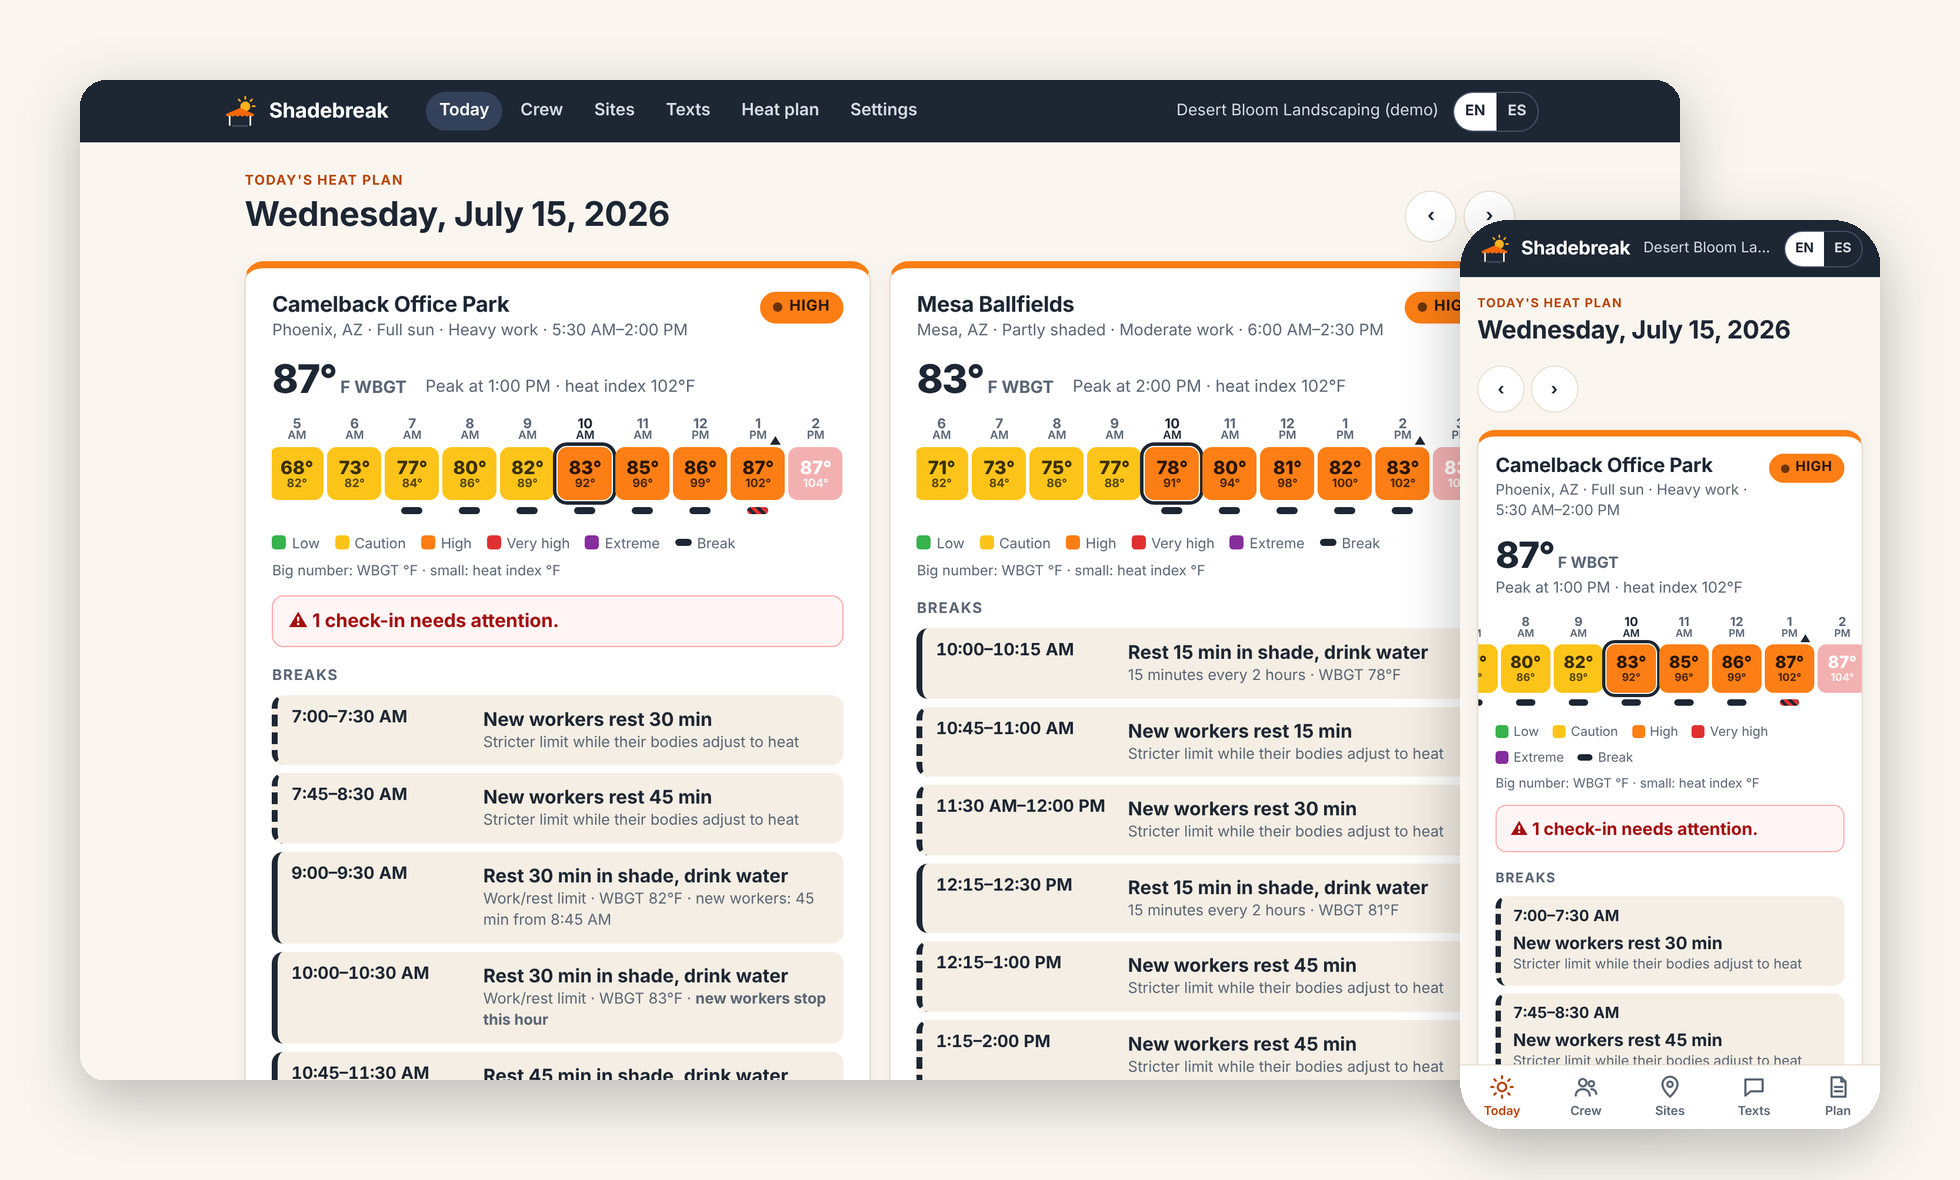 Shadebreak Today Crew Sites Texts Heat plan Settings Desert Bloom Landscaping (demo) EN ES
TODAY'S HEAT PLAN
Wednesday, July 15, 2026
‹ ›
Camelback Office Park HIGH
Phoenix, AZ · Full sun · Heavy work · 5:30 AM–2:00 PM
87° F WBGT Peak at 1:00 PM · heat index 102°F
5 6 7 8 9 10 11 12 1 2
AM AM AM AM AM AM AM PM PM ▲ PM
68° 73° 77° 80° 82° 83° 85° 86° 87° 87°
82° 82° 84° 86° 89° 92° 96° 99° 102° 104°
Low Caution High Very high Extreme Break
Big number: WBGT °F · small: heat index °F
⚠ 1 check-in needs attention.
BREAKS
7:00–7:30 AM New workers rest 30 min
Stricter limit while their bodies adjust to heat
7:45–8:30 AM New workers rest 45 min
Stricter limit while their bodies adjust to heat
9:00–9:30 AM Rest 30 min in shade, drink water
Work/rest limit · WBGT 82°F · new workers: 45
min from 8:45 AM
10:00–10:30 AM Rest 30 min in shade, drink water
Work/rest limit · WBGT 83°F · new workers stop
this hour
10:45–11:30 AM Rest 45 min in shade, drink water
Mesa Ballfields
Mesa, AZ · Partly shaded · Moderate work · 6:00 AM–2:30 PM
83° F WBGT Peak at 2:00 PM · heat index 102°F
6 7 8 9 10 11 12 1 2
AM AM AM AM AM AM PM PM PM ▲
71° 73° 75° 77° 78° 80° 81° 82° 83°
82° 84° 86° 88° 91° 94° 98° 100° 102°
Low Caution High Very high Extreme Break
Big number: WBGT °F · small: heat index °F
BREAKS
10:00–10:15 AM Rest 15 min in shade, drink water
15 minutes every 2 hours · WBGT 78°F
10:45–11:00 AM New workers rest 15 min
Stricter limit while their bodies adjust to heat
11:30 AM–12:00 PM New workers rest 30 min
Stricter limit while their bodies adjust to heat
12:15–12:30 PM Rest 15 min in shade, drink water
15 minutes every 2 hours · WBGT 81°F
12:15–1:00 PM New workers rest 45 min
Stricter limit while their bodies adjust to heat
1:15–2:00 PM New workers rest 45 min
Stricter limit while their bodies adjust to heat
Shadebreak Desert Bloom La... EN ES
TODAY'S HEAT PLAN
Wednesday, July 15, 2026
‹ ›
Camelback Office Park HIGH
Phoenix, AZ · Full sun · Heavy work ·
5:30 AM–2:00 PM
87° F WBGT
Peak at 1:00 PM · heat index 102°F
8 9 10 11 12 1 2
AM AM AM AM PM PM ▲ PM
80° 82° 83° 85° 86° 87° 87°
86° 89° 92° 96° 99° 102° 104°
Low Caution High Very high
Extreme Break
Big number: WBGT °F · small: heat index °F
⚠ 1 check-in needs attention.
BREAKS
7:00–7:30 AM
New workers rest 30 min
Stricter limit while their bodies adjust to heat
7:45–8:30 AM
New workers rest 45 min
Stricter limit while their bodies adjust to heat
Today Crew Sites Texts Plan